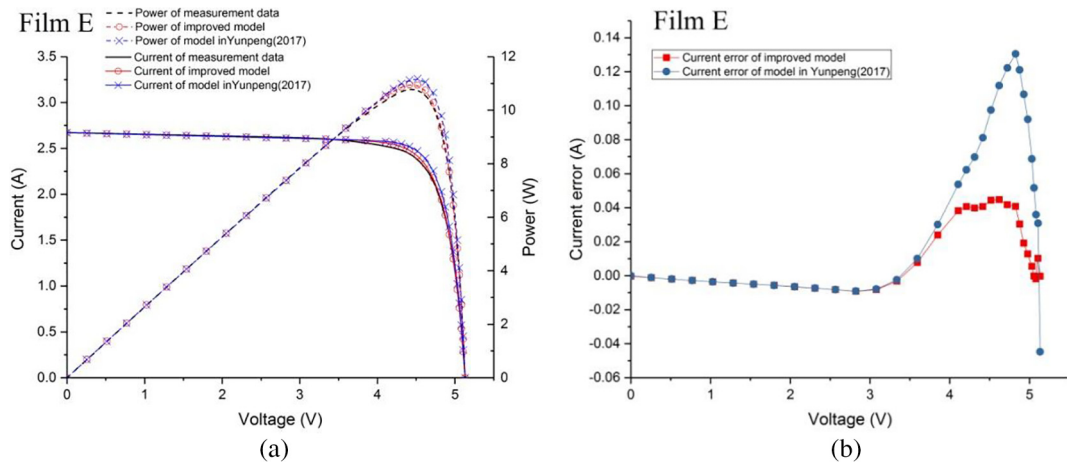 Film E
Power of measurement data
Power of improved model
Power of model inYunpeng(2017)
Current of measurement data
Current of improved model
Current of model inYunpeng(2017)
3.5
3.0
2.5
2.0
1.5
1.0
0.5
0.0
Current (A)
12
10
8
6
4
2
0
Power (W)
0 1 2 3 4 5
Voltage (V)
(a)
Film E
Current error of improved model
Current error of model in Yunpeng(2017)
0.14
0.12
0.10
0.08
0.06
0.04
0.02
0.00
-0.02
-0.04
-0.06
Current error (A)
0 1 2 3 4 5
Voltage (V)
(b)